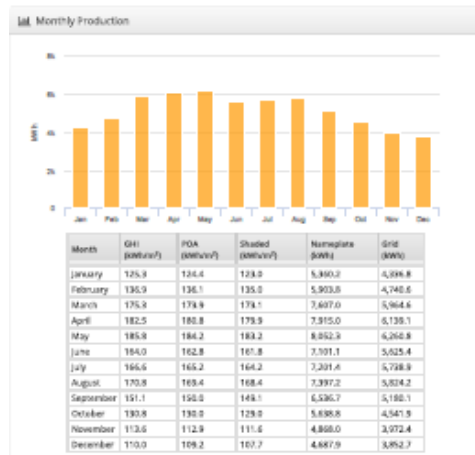 Monthly Production
8k
6k
4k
2k
0
kWh
Jan Feb Mar Apr May Jun Jul Aug Sep Oct Nov Dec
Month GHI (kWh/m²) POA (kWh/m²) Shaded (kWh/m²) Nameplate (kWh) Grid (kWh)
January 125.3 124.4 123.0 5,360.2 4,336.8
February 136.9 136.1 135.0 5,903.8 4,740.6
March 175.3 173.9 173.1 7,607.0 5,964.6
April 182.5 180.8 179.9 7,915.0 6,139.1
May 185.8 184.2 183.2 8,052.3 6,260.8
June 164.0 162.8 161.8 7,101.1 5,625.4
July 166.6 165.2 164.2 7,201.4 5,738.9
August 170.8 169.4 168.4 7,397.2 5,824.2
September 151.1 150.0 149.1 6,536.7 5,190.1
October 130.8 130.0 129.0 5,638.8 4,541.9
November 113.6 112.9 111.6 4,868.0 3,972.4
December 110.0 109.2 107.7 4,687.9 3,852.7